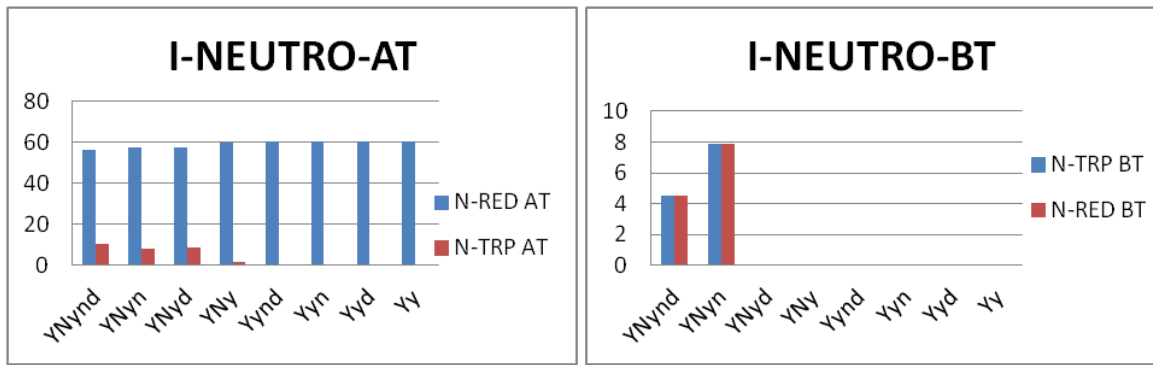 I-NEUTRO-AT
80
60
40
20
0
N-RED AT
N-TRP AT
YNynd
YNyn
YNyd
YNy
Yynd
Yyn
Yyd
Yy
I-NEUTRO-BT
10
8
6
4
2
0
N-TRP BT
N-RED BT
YNynd
YNyn
YNyd
YNy
Yynd
Yyn
Yyd
Yy